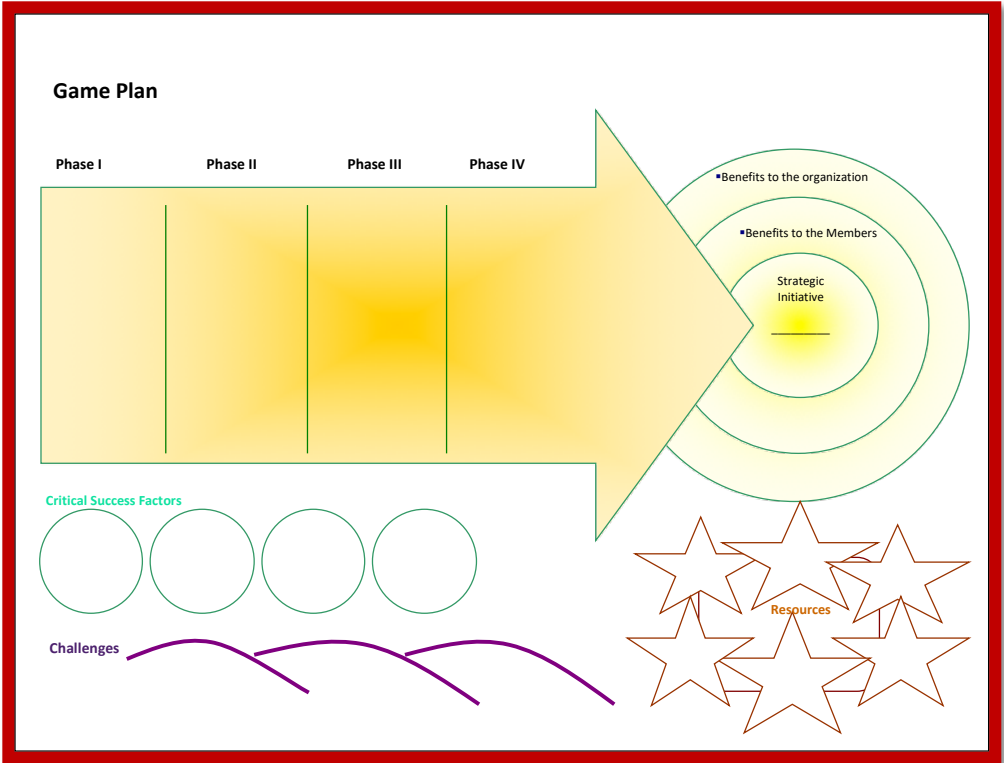 Game Plan
Phase I
Phase II
Phase III
Phase IV
▪Benefits to the organization
▪Benefits to the Members
Strategic
Initiative
__________
Critical Success Factors
Resources
Challenges